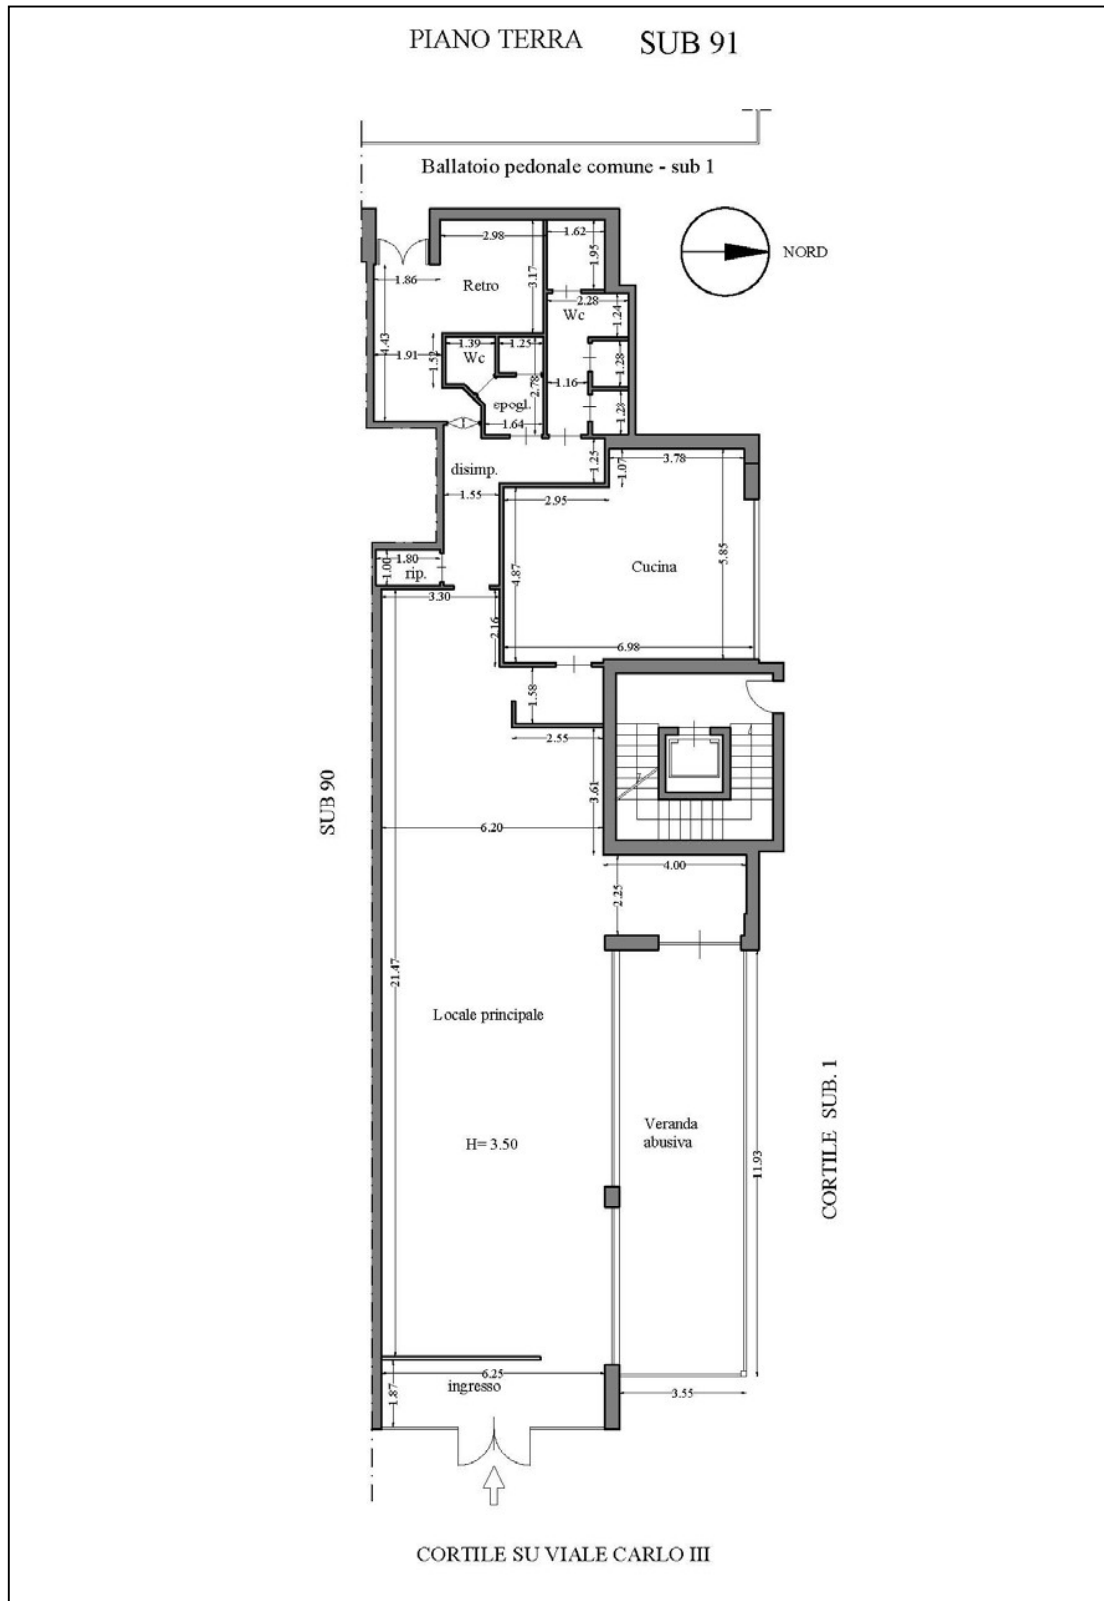 PIANO TERRA SUB 91
Ballatoio pedonale comune - sub 1
NORD
2.98
1.62
1.95
3.17
1.86
Retro
2.28
Wc
1.24
4.43
1.91
1.52
1.39
Wc
1.25
2.78
1.28
1.16
spogl.
1.64
1.23
disimp.
1.25
1.07
3.78
1.55
2.95
1.00
1.80
rip.
4.87
Cucina
5.85
3.30
2.16
6.98
1.58
2.55
3.61
SUB 90
6.20
4.00
2.25
21.47
Locale principale
H= 3.50
Veranda
abusiva
11.93
CORTILE SUB. 1
6.25
ingresso
1.87
3.55
CORTILE SU VIALE CARLO III